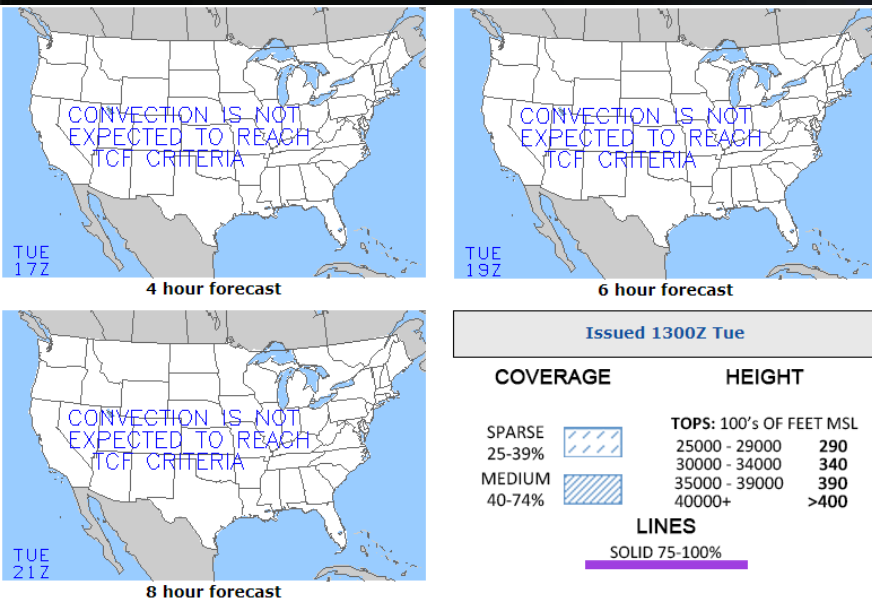 CONVECTION IS NOT
EXPECTED TO REACH
TCF CRITERIA
TUE
17Z
4 hour forecast
CONVECTION IS NOT
EXPECTED TO REACH
TCF CRITERIA
TUE
19Z
6 hour forecast
CONVECTION IS NOT
EXPECTED TO REACH
TCF CRITERIA
TUE
21Z
8 hour forecast
Issued 1300Z Tue
COVERAGE
SPARSE
25-39%
MEDIUM
40-74%
HEIGHT
TOPS: 100's OF FEET MSL
25000 - 29000 290
30000 - 34000 340
35000 - 39000 390
40000+ >400
LINES
SOLID 75-100%